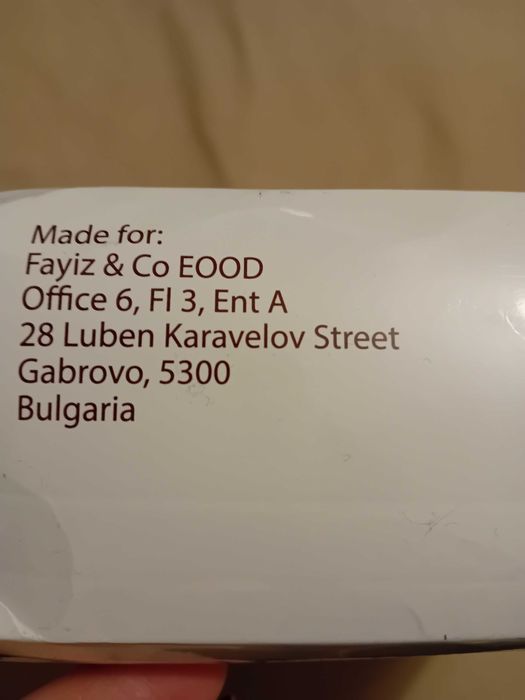 Made for:
Fayiz & Co EOOD
Office 6, Fl 3, Ent A
28 Luben Karavelov Street
Gabrovo, 5300
Bulgaria